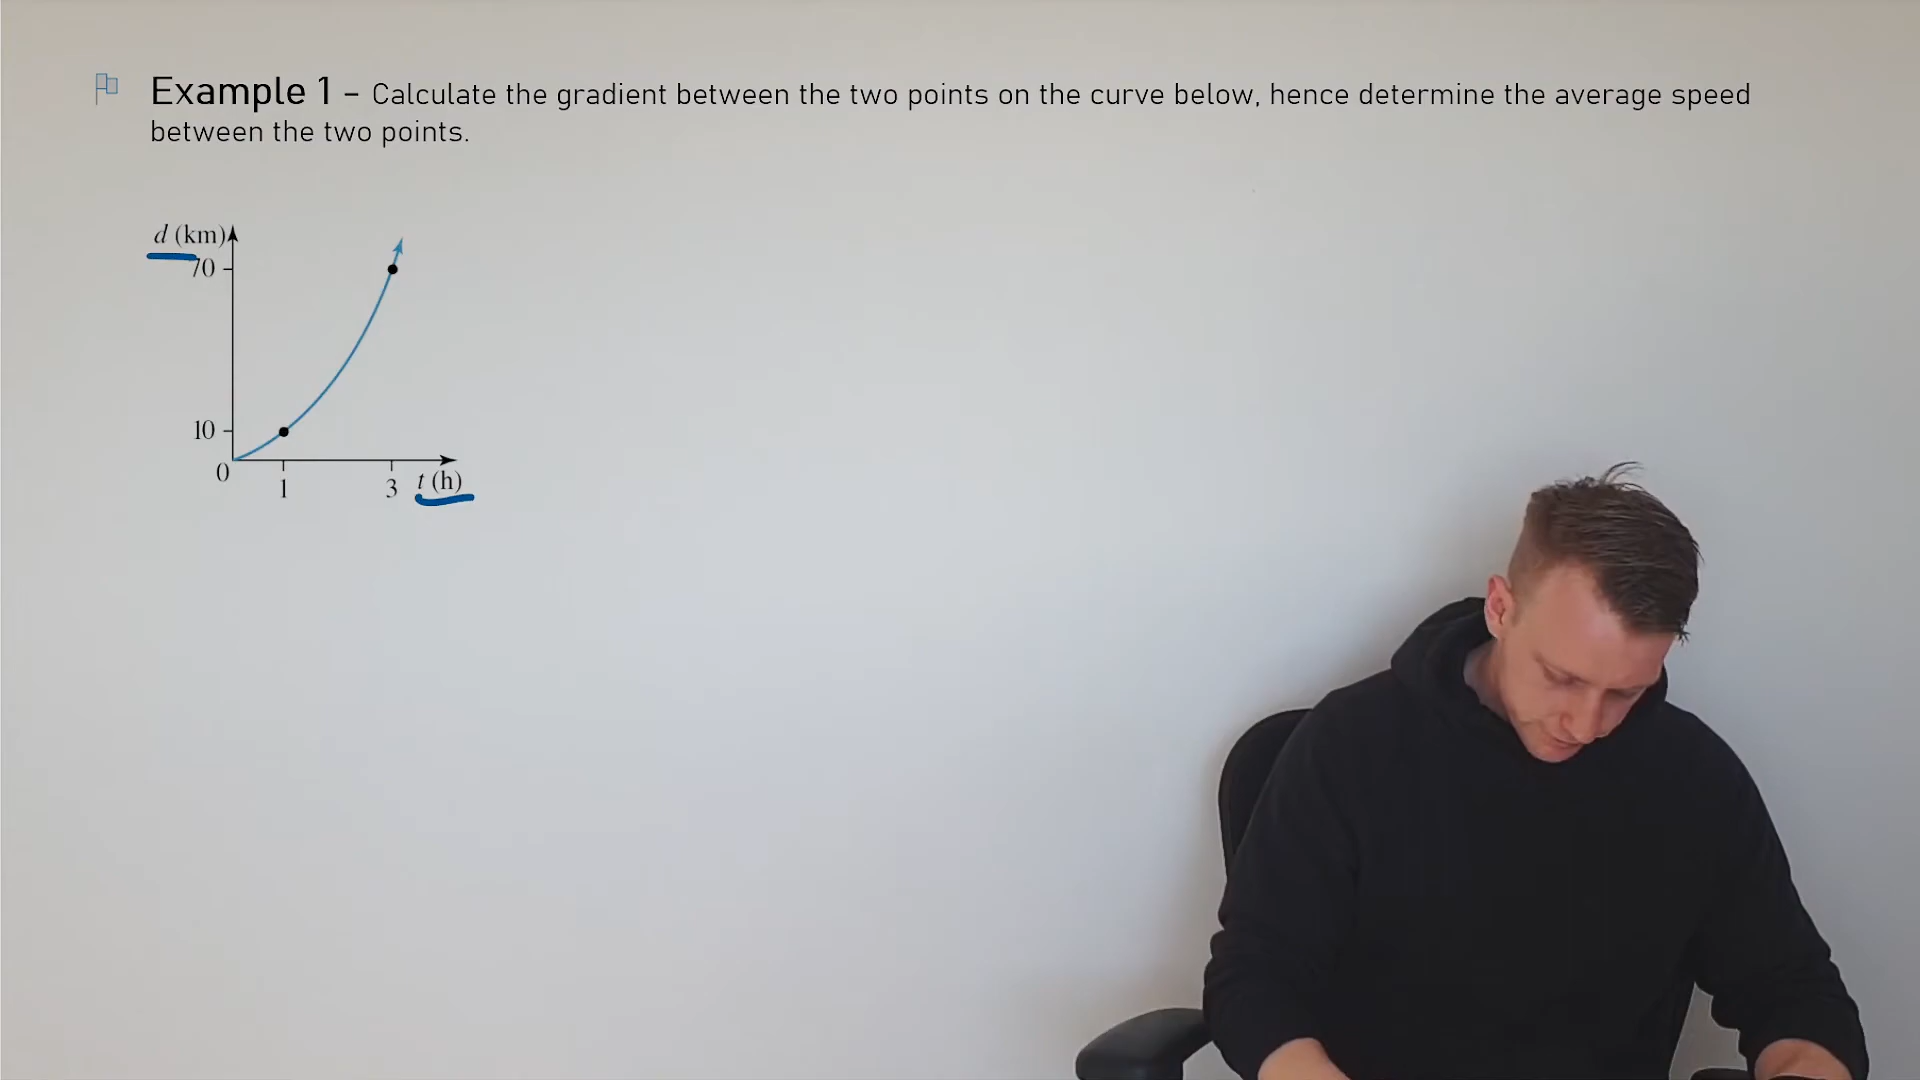 Example 1 – Calculate the gradient between the two points on the curve below, hence determine the average speed
between the two points.
d (km)
70
10
0
1
3
t (h)